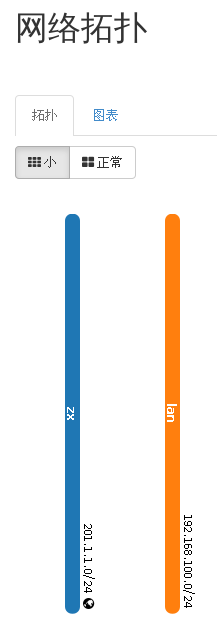 网络拓扑
拓扑
图表
小
正常
zx
201.1.1.0/24
lan
192.168.100.0/24